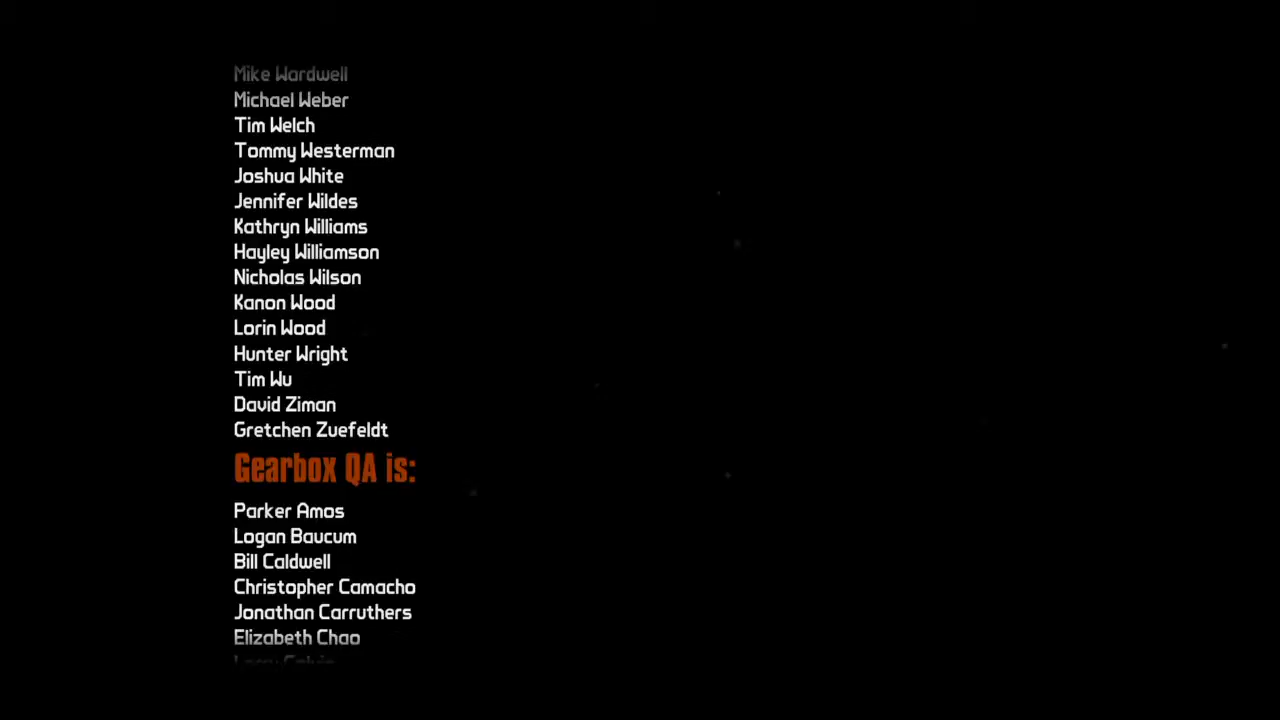 Mike Wardwell
Michael Weber
Tim Welch
Tommy Westerman
Joshua White
Jennifer Wildes
Kathryn Williams
Hayley Williamson
Nicholas Wilson
Kanon Wood
Lorin Wood
Hunter Wright
Tim Wu
David Ziman
Gretchen Zuefeldt
Gearbox QA is:
Parker Amos
Logan Baucum
Bill Caldwell
Christopher Camacho
Jonathan Carruthers
Elizabeth Chao